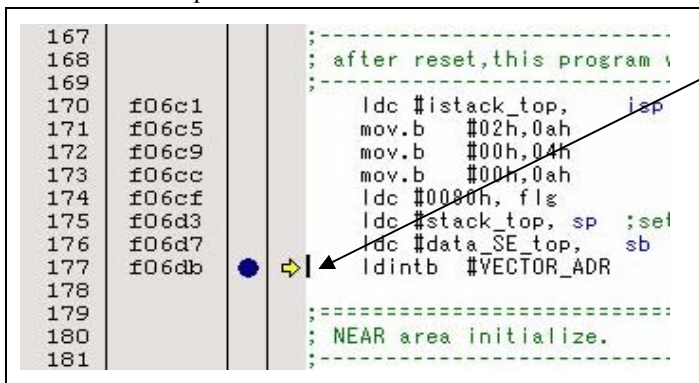 167 ;---------------------------
168 ; after reset,this program
169 ;---------------------------
170 f06c1 ldc #istack_top, isp
171 f06c5 mov.b #02h,0ah
172 f06c9 mov.b #00h,04h
173 f06cc mov.b #00h,0ah
174 f06cf ldc #0080h, flg
175 f06d3 ldc #stack_top, sp ;set
176 f06d7 ldc #data_SE_top, sb
177 f06db ldintb #VECTOR_ADR
178
179 ;===========================
180 ; NEAR area initialize.
181 ;---------------------------